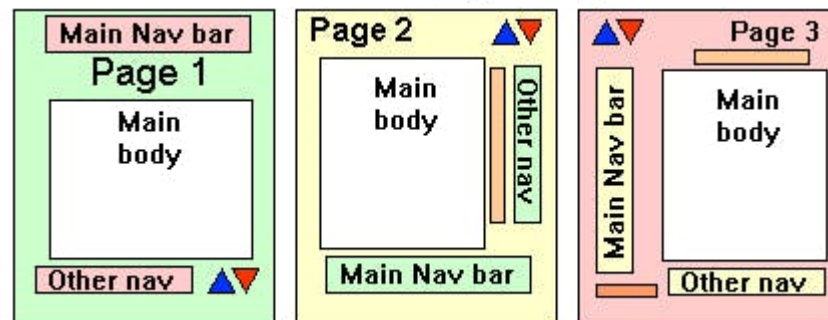 Main Nav bar
Page 1
Main
body
Other nav
Page 2
Main
body
Other nav
Main Nav bar
Page 3
Main Nav bar
Main
body
Other nav